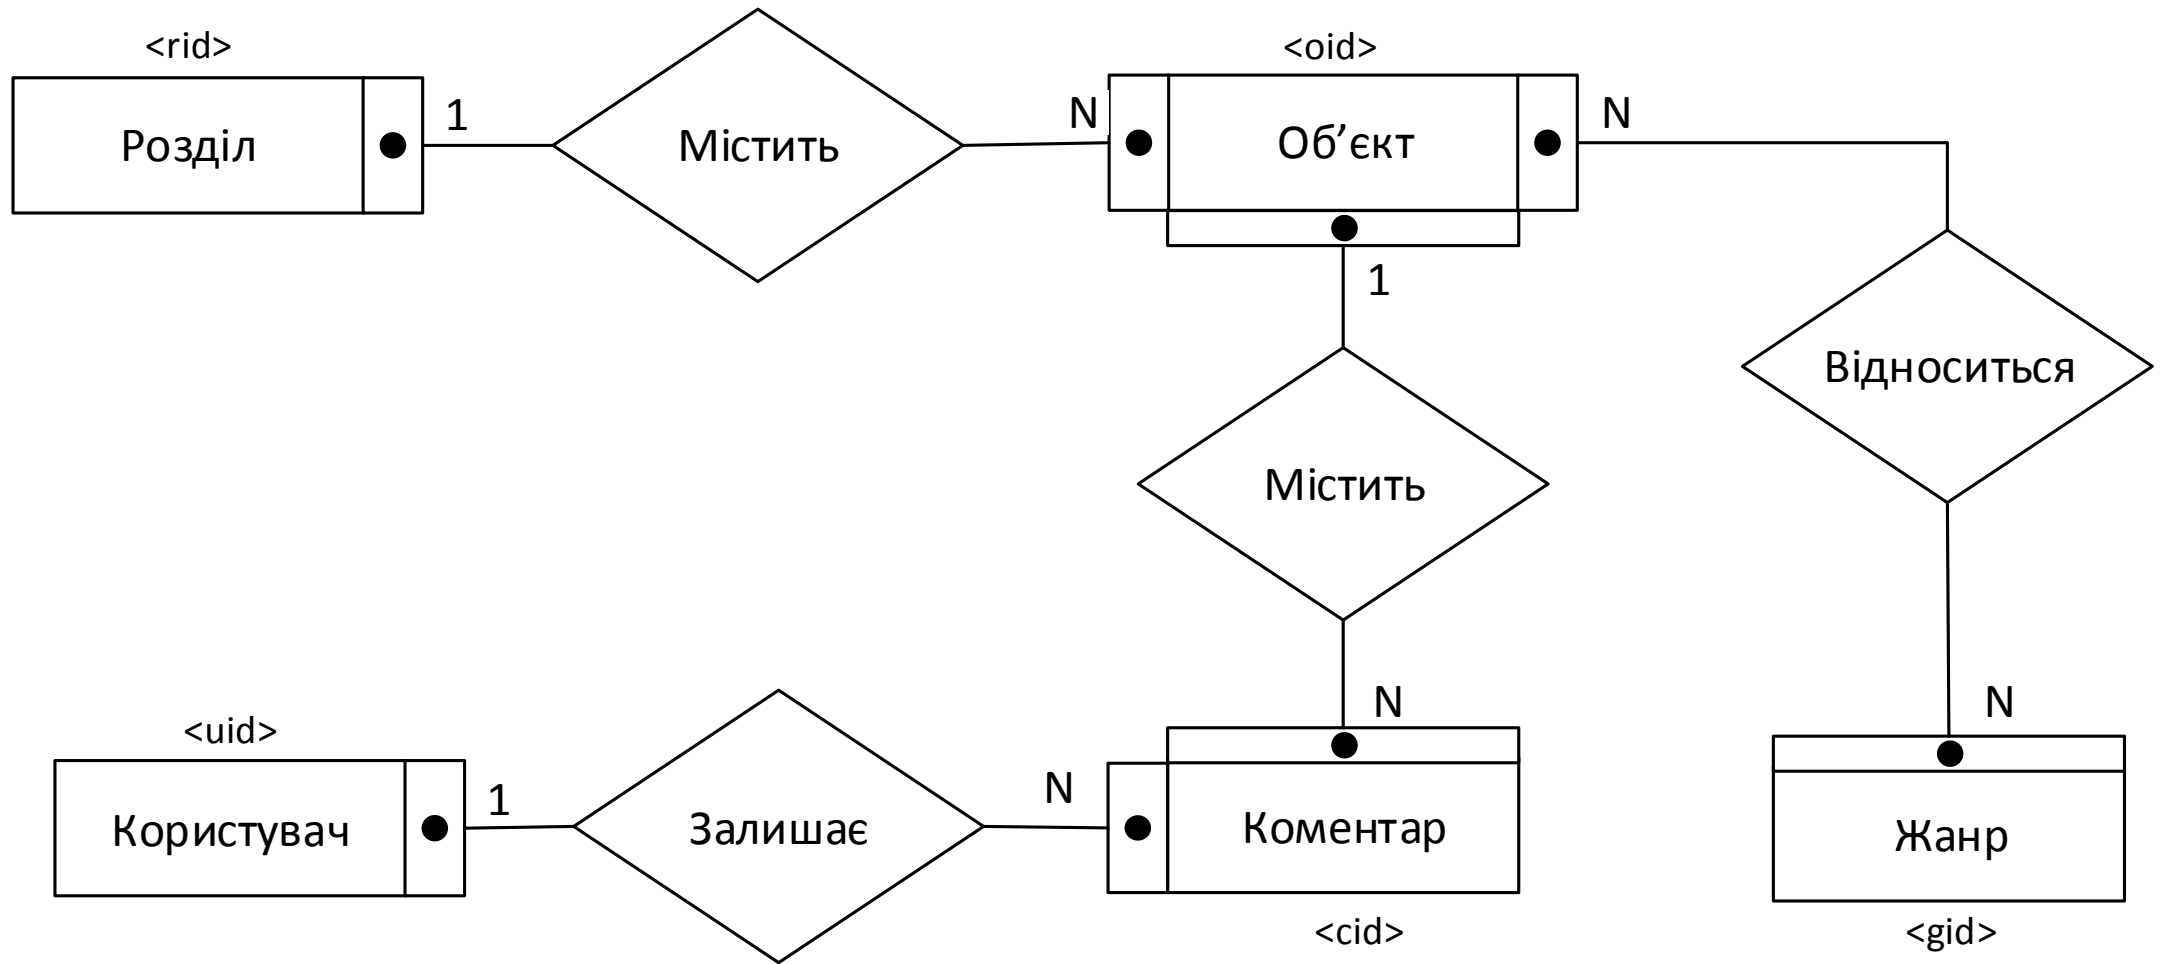 <rid>
<oid>
Розділ
1
Містить
N
Об’єкт
N
1
Відноситься
Містить
N
N
<uid>
Користувач
1
Залишає
N
Коментар
Жанр
<cid>
<gid>